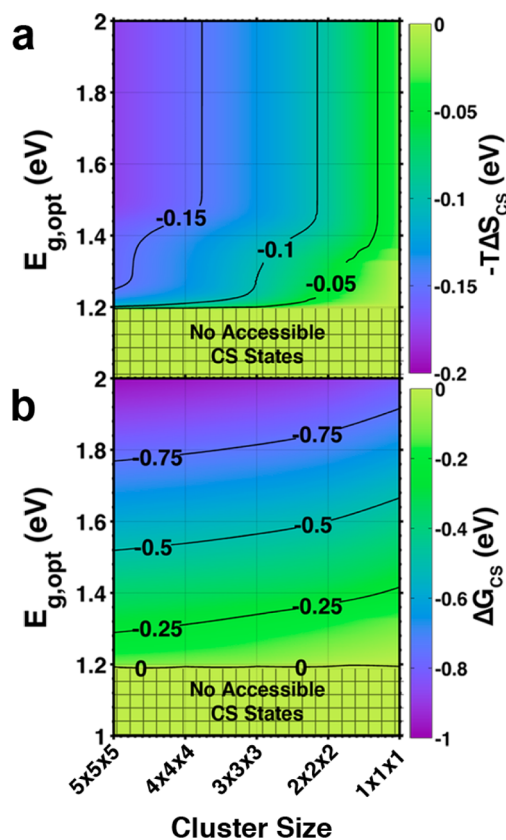 a
2
1.8
1.6
1.4
1.2
E_g,opt (eV)
-0.15
-0.1
-0.05
No Accessible
CS States
0
-0.05
-0.1
-0.15
-0.2
-TΔS_CS (eV)
b
2
1.8
1.6
1.4
1.2
1
E_g,opt (eV)
-0.75
-0.75
-0.5
-0.5
-0.25
-0.25
0
0
No Accessible
CS States
0
-0.2
-0.4
-0.6
-0.8
-1
ΔG_CS (eV)
5x5x5
4x4x4
3x3x3
2x2x2
1x1x1
Cluster Size